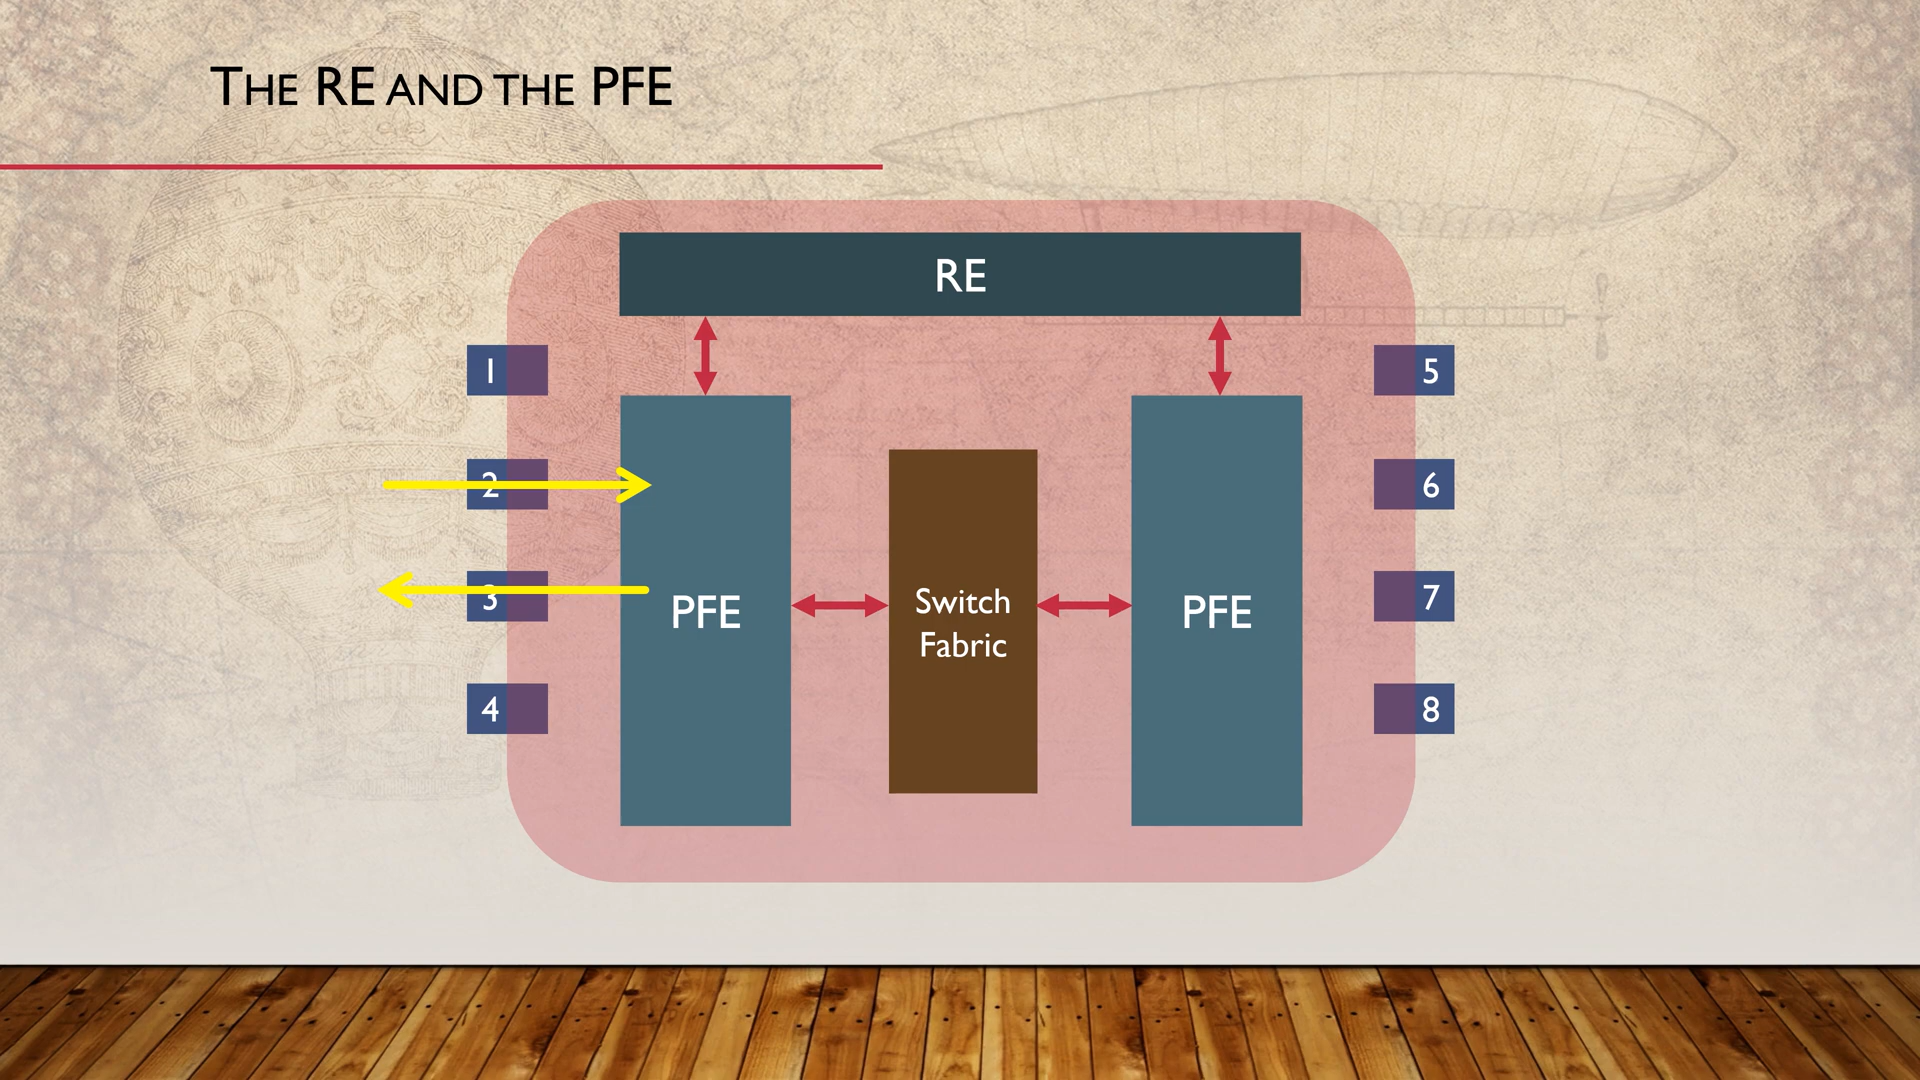 THE RE AND THE PFE
RE
1
5
2
6
3
7
PFE
Switch
Fabric
PFE
4
8